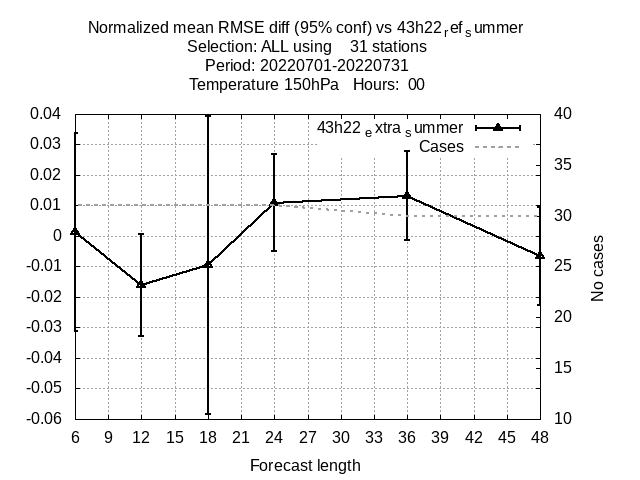 Normalized mean RMSE diff (95% conf) vs 43h22refsummer
Selection: ALL using 31 stations
Period: 20220701-20220731
Temperature 150hPa Hours: 00
43h22extrasummer
Cases
0.04
0.03
0.02
0.01
0
-0.01
-0.02
-0.03
-0.04
-0.05
-0.06
40
35
30
25
20
15
10
No cases
6 9 12 15 18 21 24 27 30 33 36 39 42 45 48
Forecast length